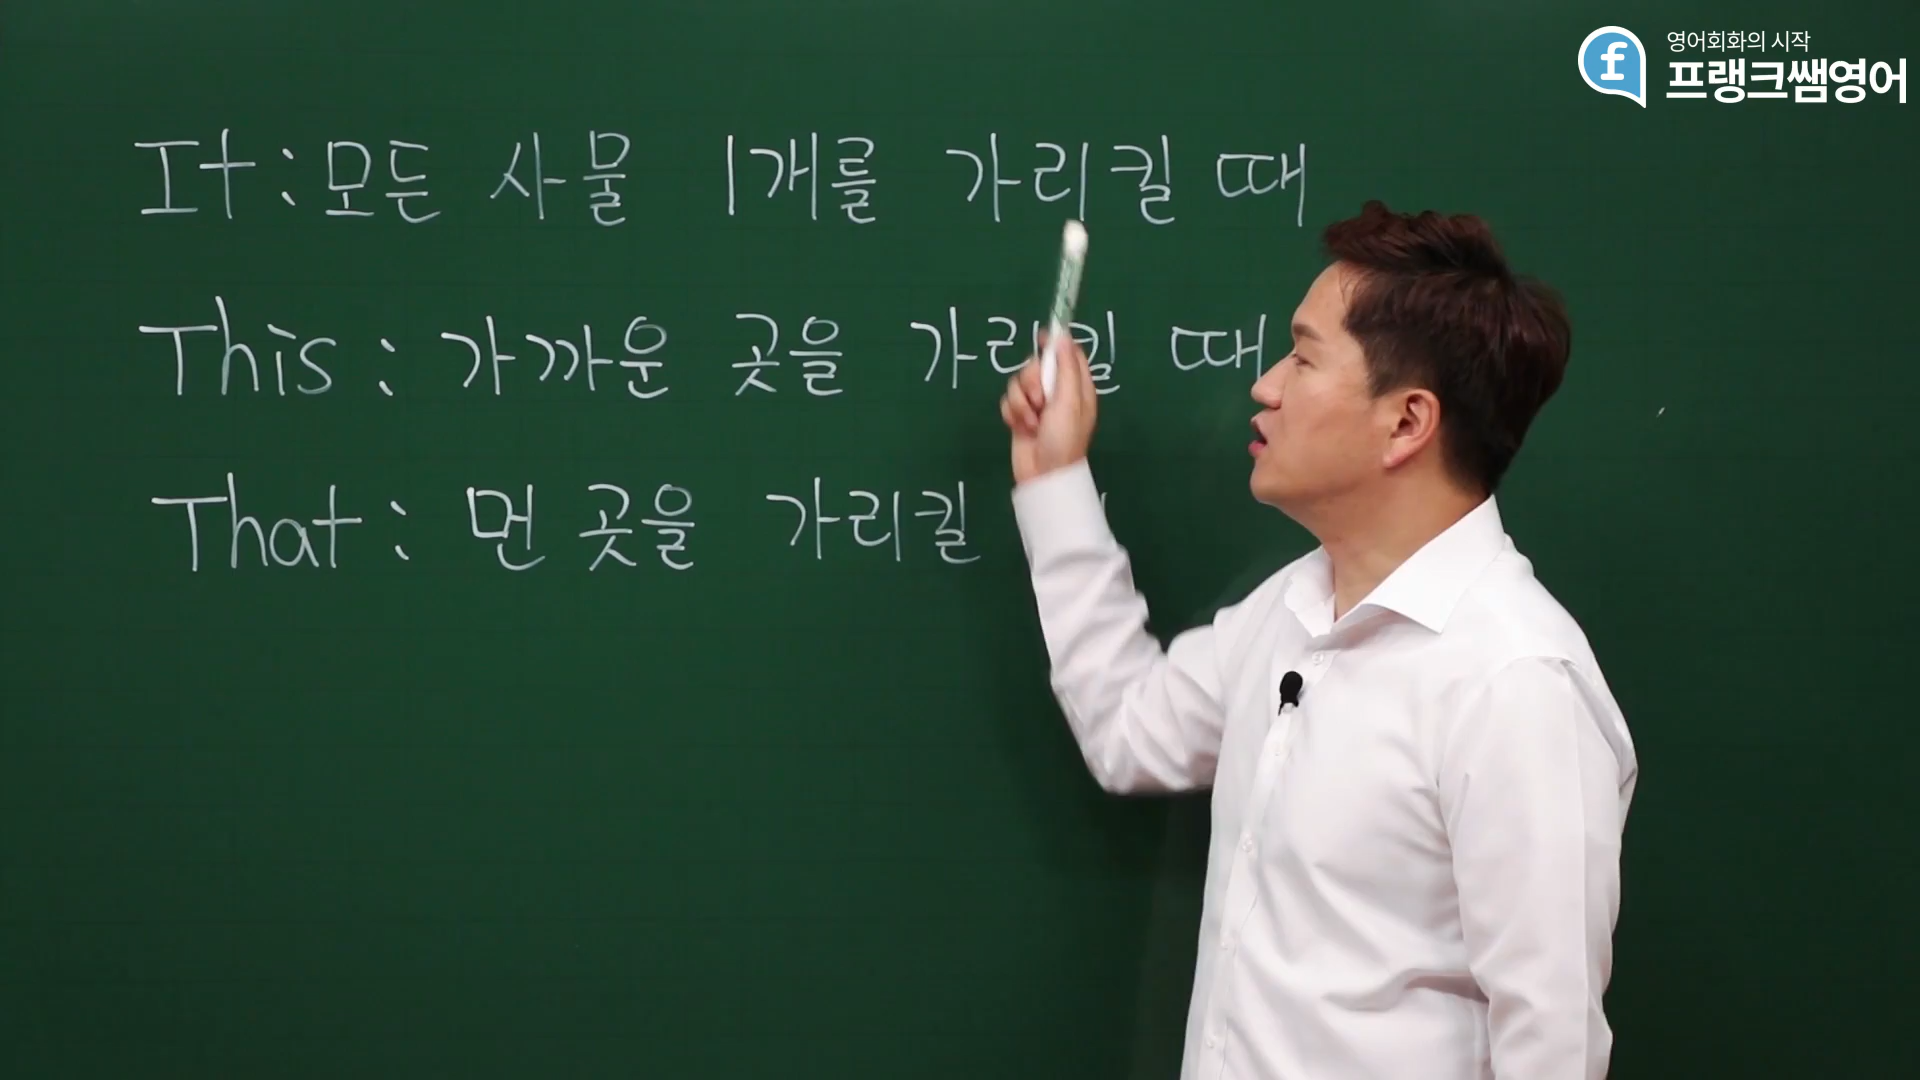 영어회화의 시작
프랭크쌤영어
It : 모든 사물 1개를 가리킬 때
This : 가까운 곳을 가리킬 때
That : 먼 곳을 가리킬